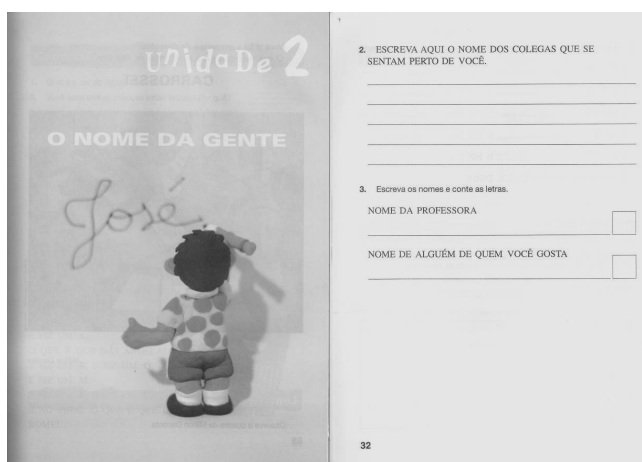 UnidaDe 2
O NOME DA GENTE
José
2. ESCREVA AQUI O NOME DOS COLEGAS QUE SE
SENTAM PERTO DE VOCÊ.
3. Escreva os nomes e conte as letras.
NOME DA PROFESSORA
NOME DE ALGUÉM DE QUEM VOCÊ GOSTA
32